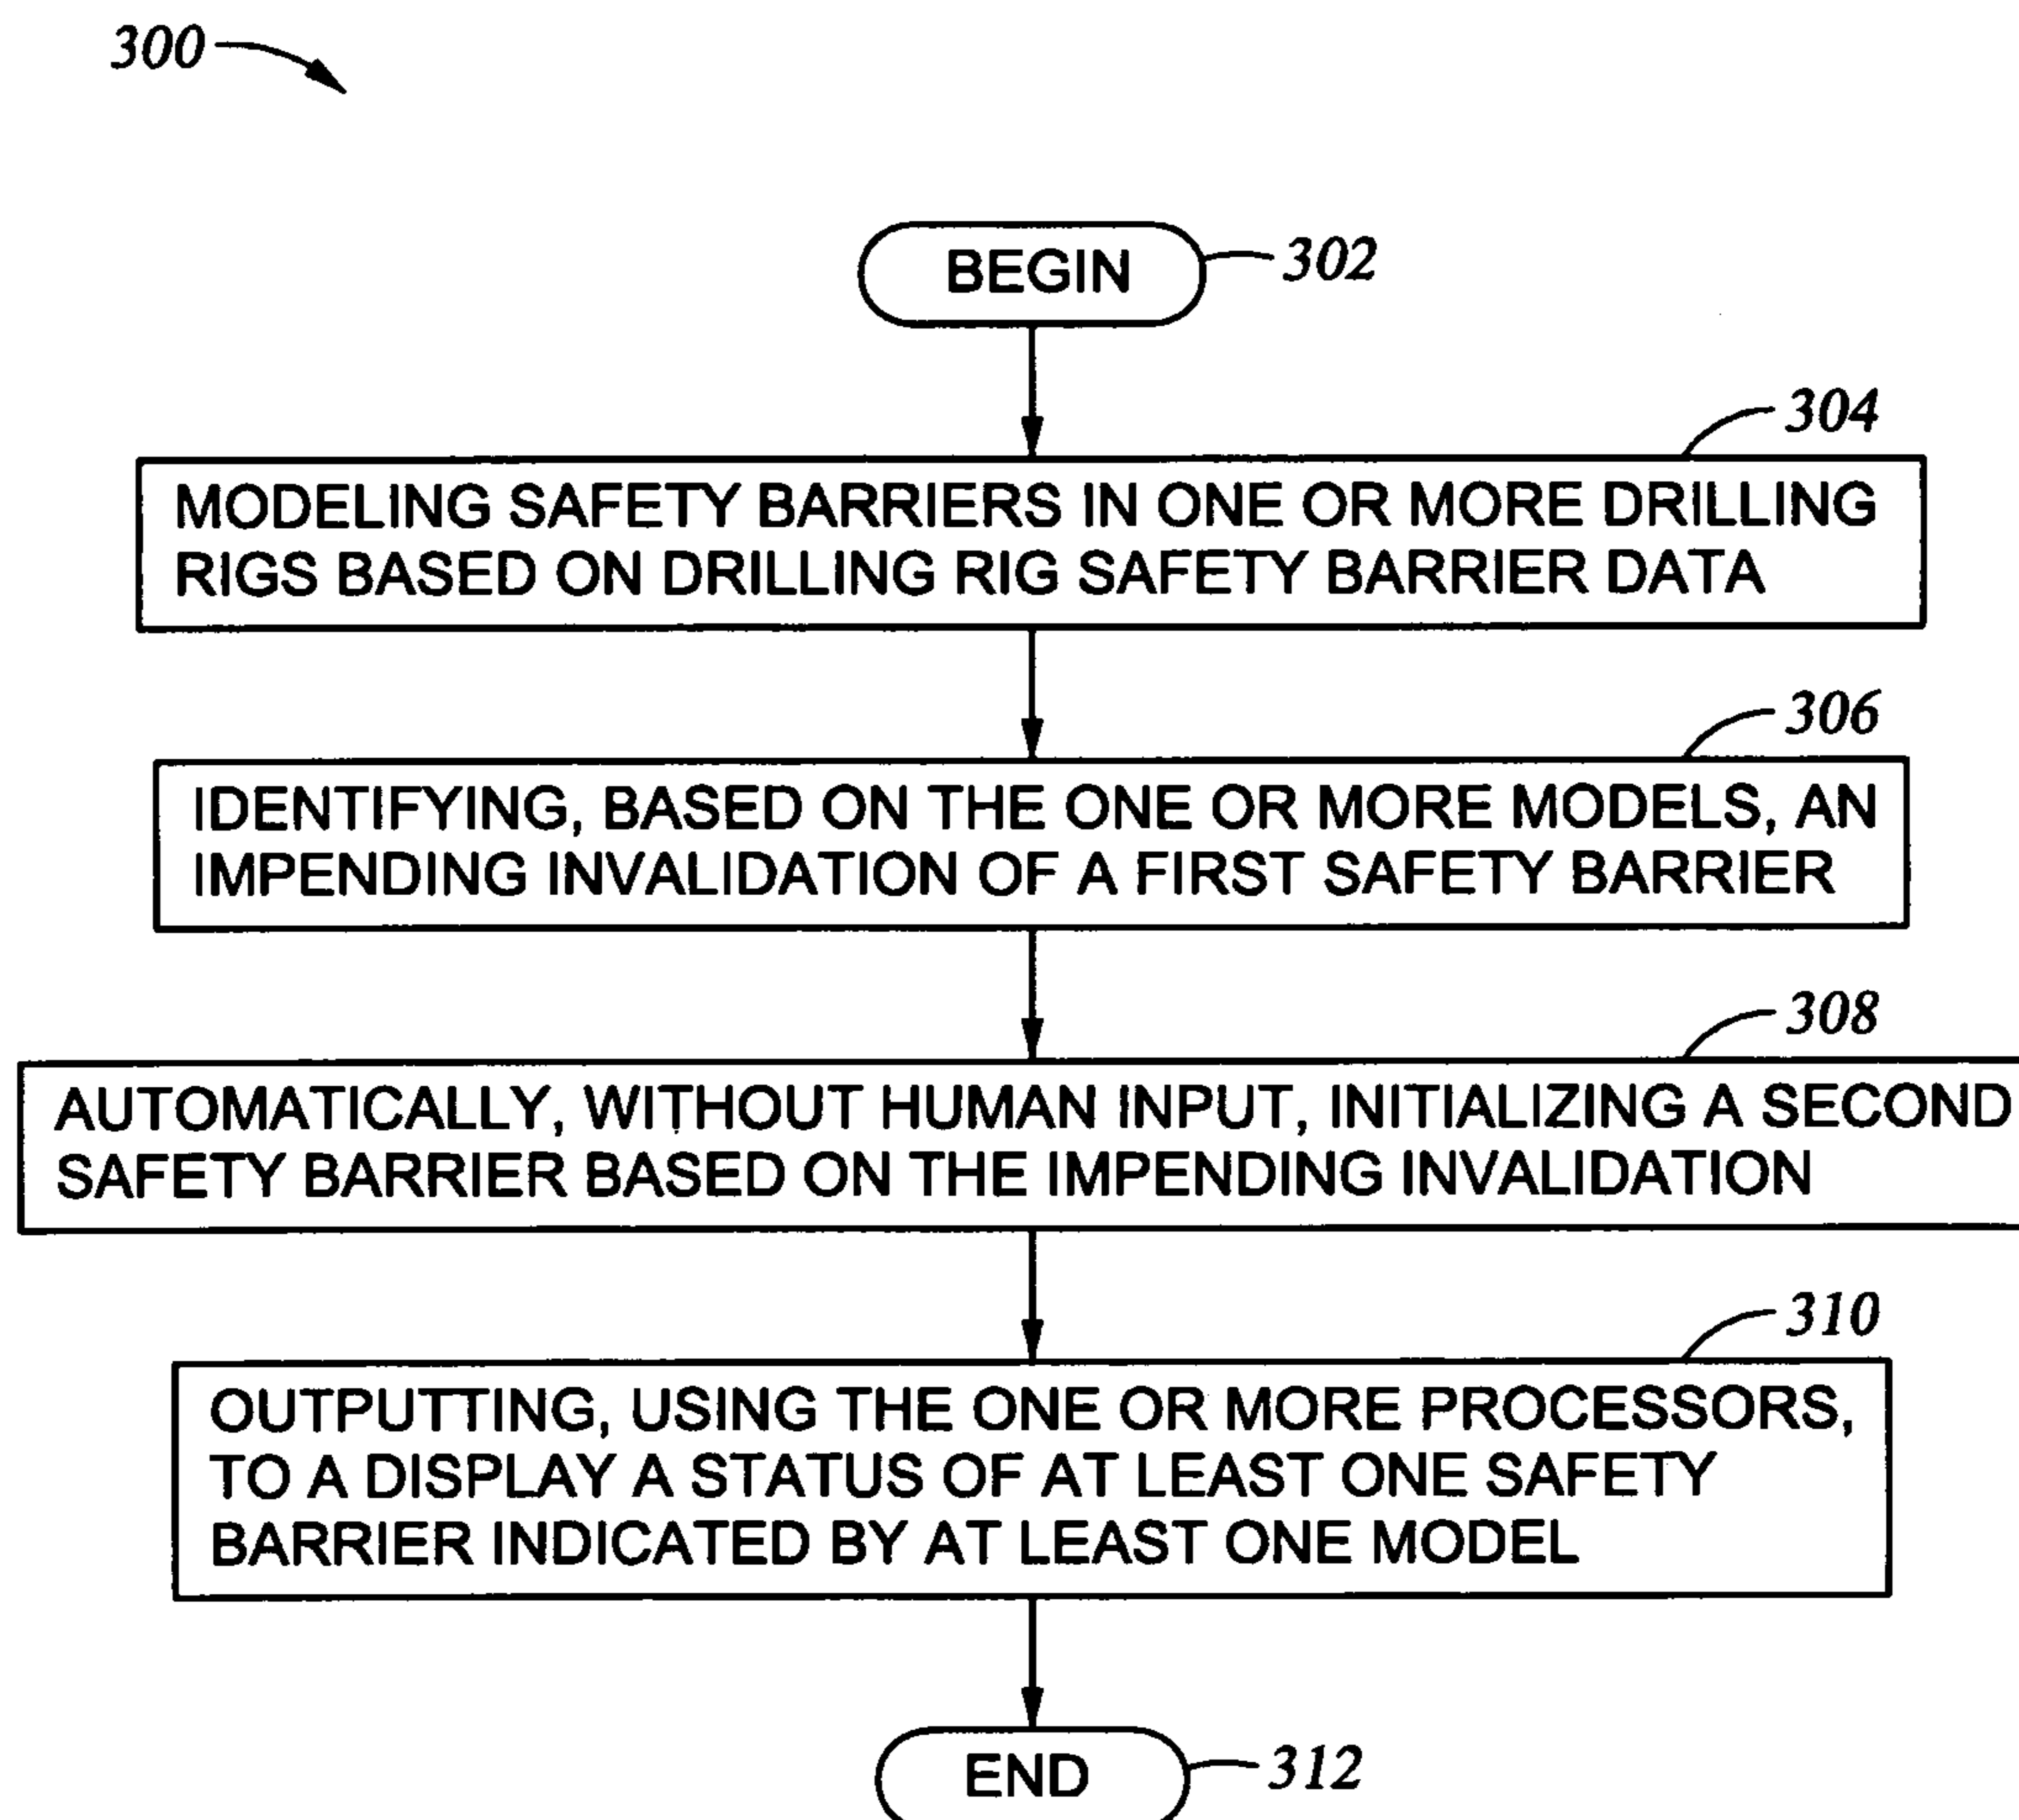 300
BEGIN
302
304
MODELING SAFETY BARRIERS IN ONE OR MORE DRILLING
RIGS BASED ON DRILLING RIG SAFETY BARRIER DATA
306
IDENTIFYING, BASED ON THE ONE OR MORE MODELS, AN
IMPENDING INVALIDATION OF A FIRST SAFETY BARRIER
308
AUTOMATICALLY, WITHOUT HUMAN INPUT, INITIALIZING A SECOND
SAFETY BARRIER BASED ON THE IMPENDING INVALIDATION
310
OUTPUTTING, USING THE ONE OR MORE PROCESSORS,
TO A DISPLAY A STATUS OF AT LEAST ONE SAFETY
BARRIER INDICATED BY AT LEAST ONE MODEL
END
312